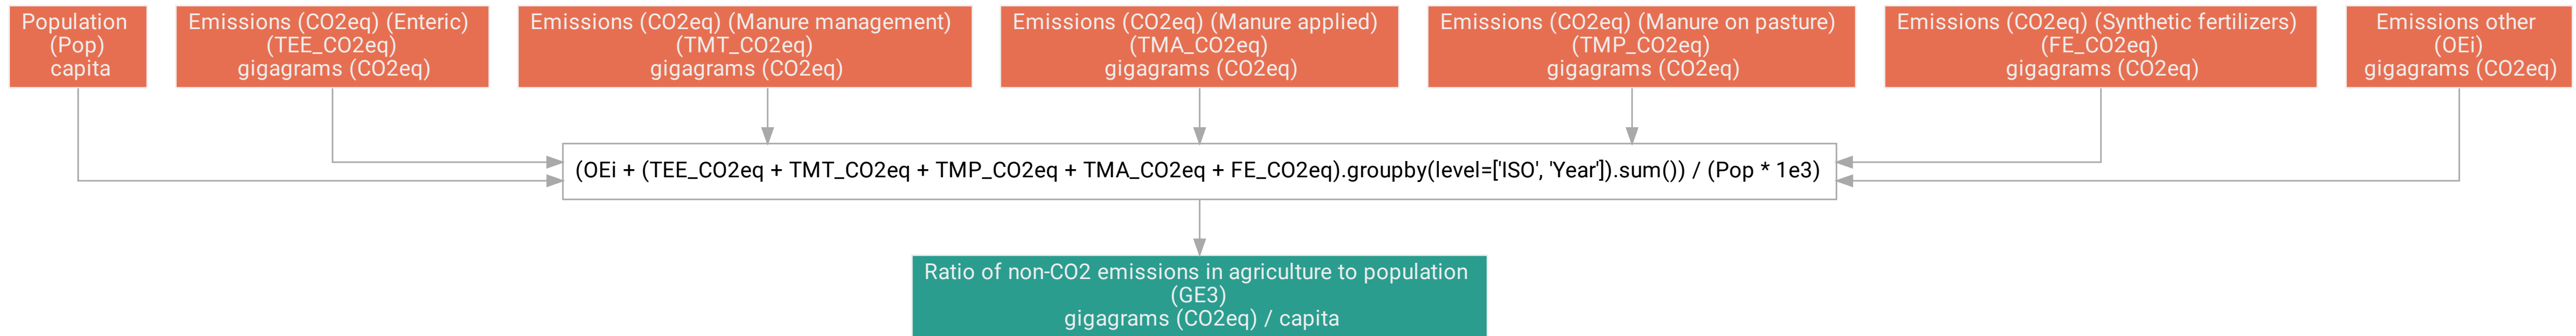 Population
(Pop)
capita
Emissions (CO2eq) (Enteric)
(TEE_CO2eq)
gigagrams (CO2eq)
Emissions (CO2eq) (Manure management)
(TMT_CO2eq)
gigagrams (CO2eq)
Emissions (CO2eq) (Manure applied)
(TMA_CO2eq)
gigagrams (CO2eq)
Emissions (CO2eq) (Manure on pasture)
(TMP_CO2eq)
gigagrams (CO2eq)
Emissions (CO2eq) (Synthetic fertilizers)
(FE_CO2eq)
gigagrams (CO2eq)
Emissions other
(OEi)
gigagrams (CO2eq)
(OEi + (TEE_CO2eq + TMT_CO2eq + TMP_CO2eq + TMA_CO2eq + FE_CO2eq).groupby(level=['ISO', 'Year']).sum()) / (Pop * 1e3)
Ratio of non-CO2 emissions in agriculture to population
(GE3)
gigagrams (CO2eq) / capita